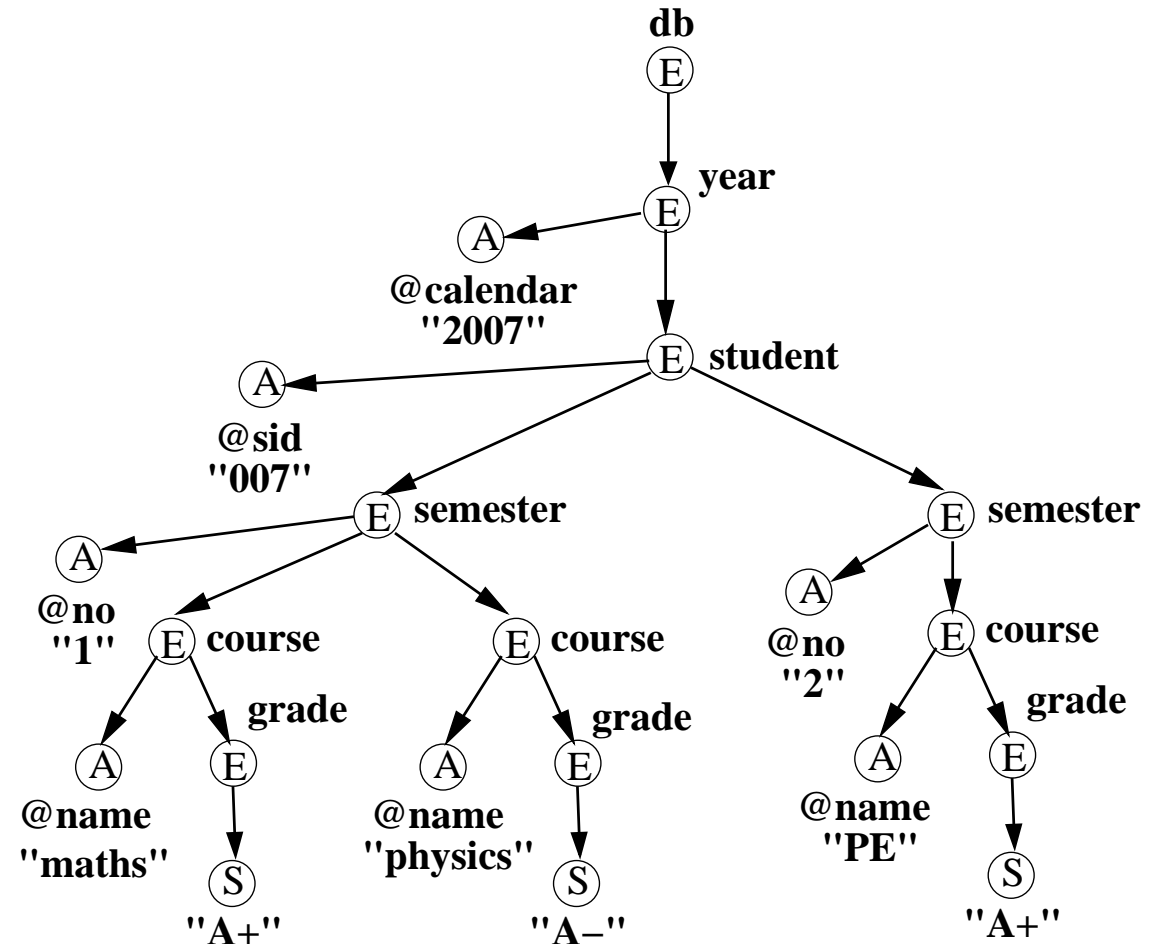 db
E
year
E
A
@calendar
"2007"
E student
A
@sid
"007"
E semester
E semester
A
@no
"1"
A
@no
"2"
E course
E course
E course
grade
grade
grade
A
E
A
E
A
E
@name
"maths"
@name
"physics"
@name
"PE"
S
S
S
"A+"
"A−"
"A+"